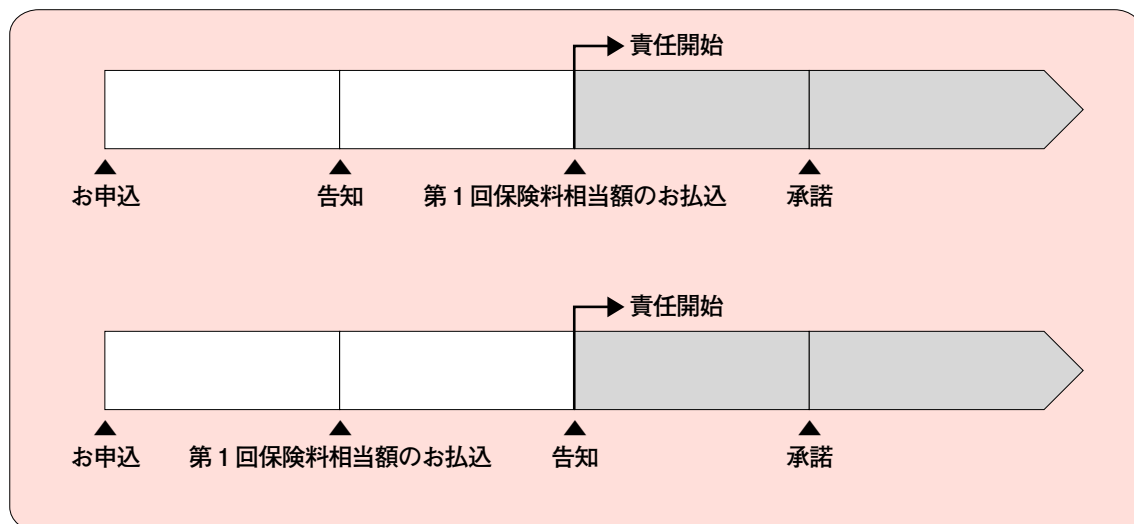 責任開始
お申込 告知 第1回保険料相当額のお払込 承諾
責任開始
お申込 第1回保険料相当額のお払込 告知 承諾